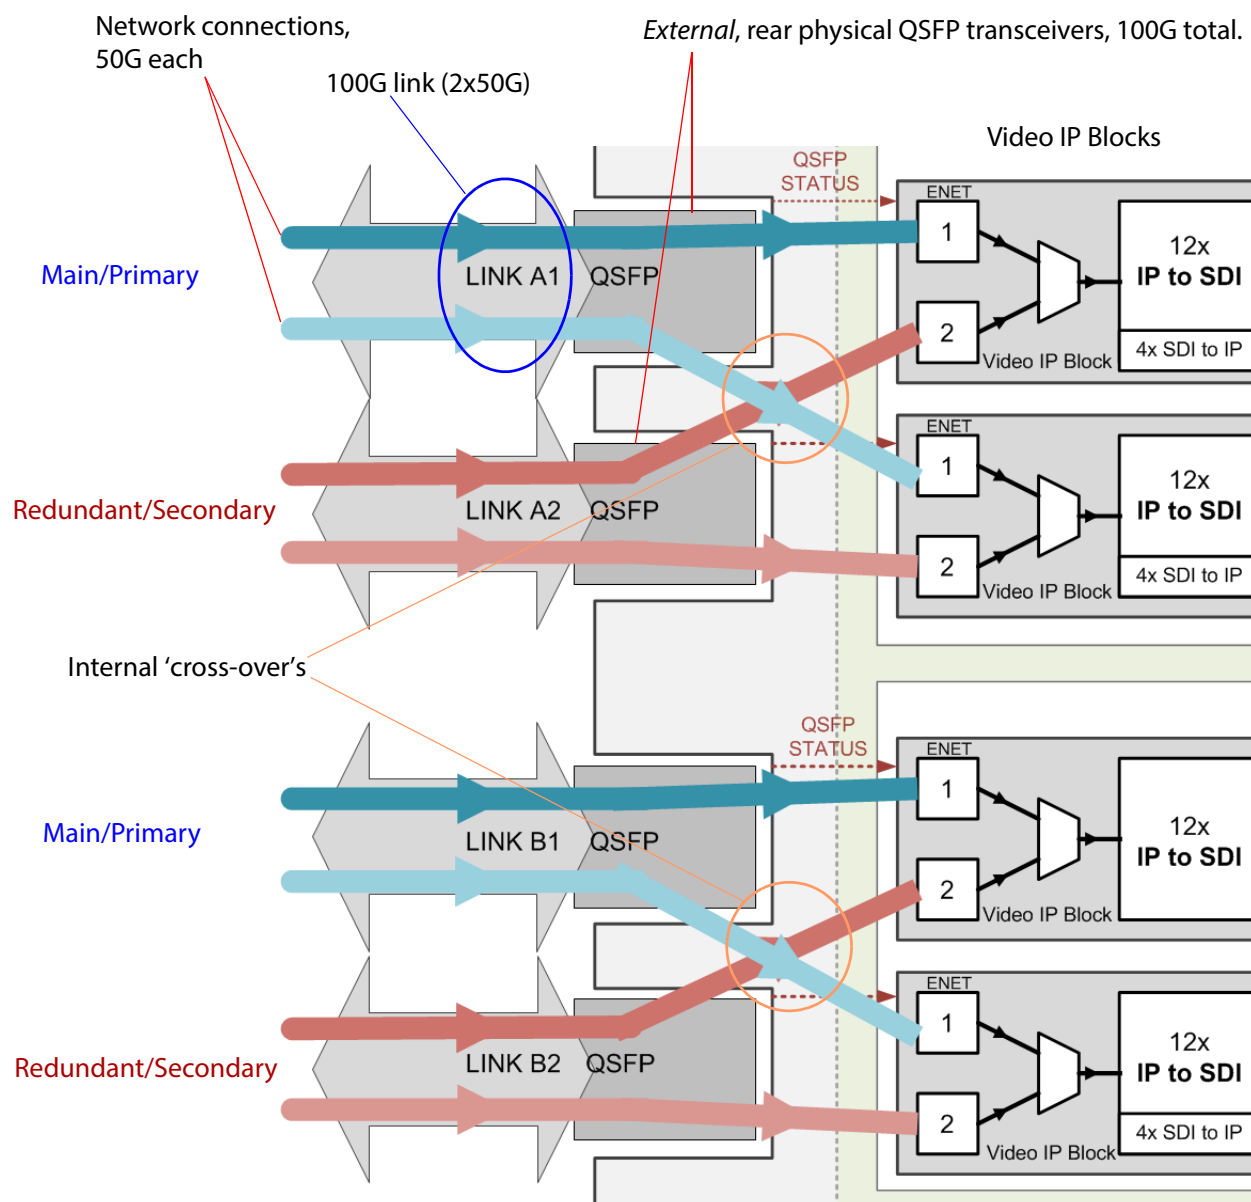 Network connections,
50G each
100G link (2x50G)
External, rear physical QSFP transceivers, 100G total.
Video IP Blocks
QSFP
STATUS
Main/Primary
LINK A1
QSFP
ENET
1
2
Video IP Block
12x
IP to SDI
4x SDI to IP
Redundant/Secondary
LINK A2
QSFP
ENET
1
2
Video IP Block
12x
IP to SDI
4x SDI to IP
Internal ‘cross-over’s
QSFP
STATUS
Main/Primary
LINK B1
QSFP
ENET
1
2
Video IP Block
12x
IP to SDI
Redundant/Secondary
LINK B2
QSFP
ENET
1
2
Video IP Block
12x
IP to SDI
4x SDI to IP